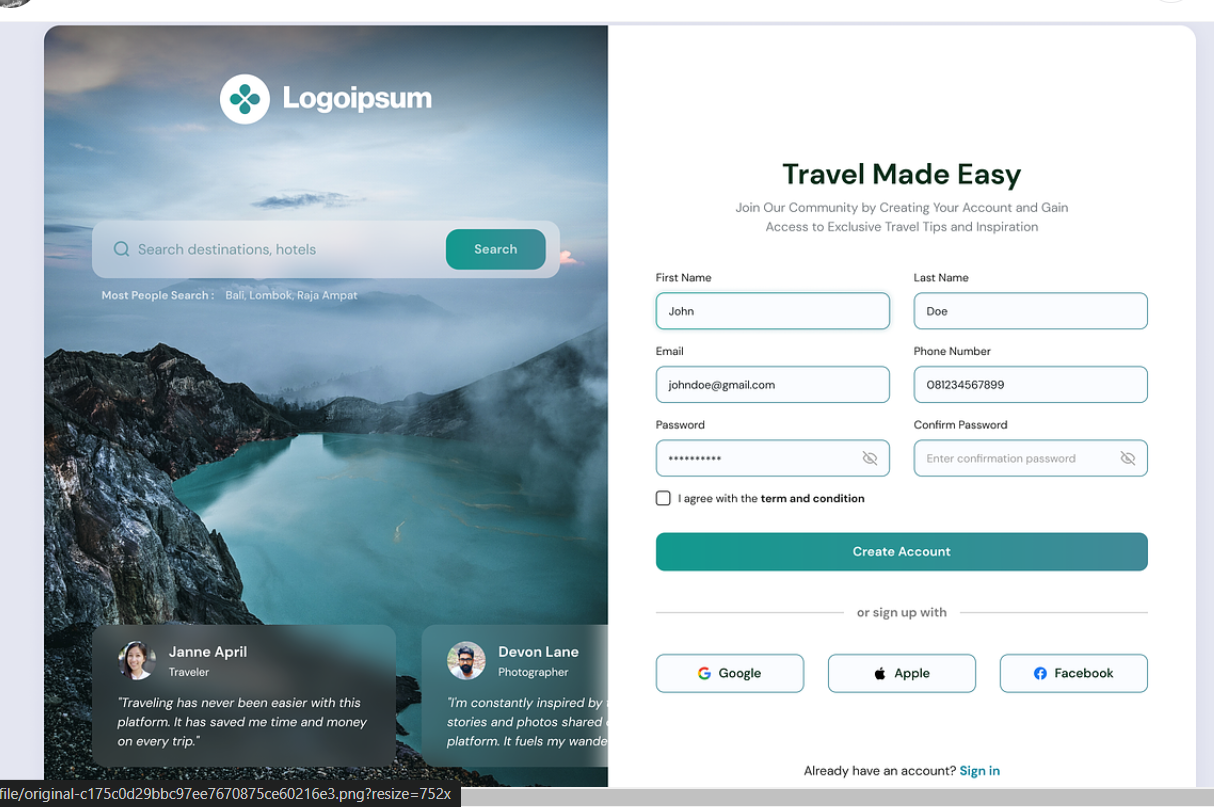 Logoipsum
Search destinations, hotels
Search
Most People Search : Bali, Lombok, Raja Ampat
Janne April
Traveler
"Traveling has never been easier with this
platform. It has saved me time and money
on every trip."
Devon Lane
Photographer
"I'm constantly inspired by
stories and photos shared
platform. It fuels my wande
Travel Made Easy
Join Our Community by Creating Your Account and Gain
Access to Exclusive Travel Tips and Inspiration
First Name
Last Name
John
Doe
Email
Phone Number
johndoe@gmail.com
081234567899
Password
Confirm Password
**********
Enter confirmation password
I agree with the term and condition
Create Account
or sign up with
Google
Apple
Facebook
Already have an account? Sign in
file/original-c175c0d29bbc97ee7670875ce60216e3.png?resize=752x